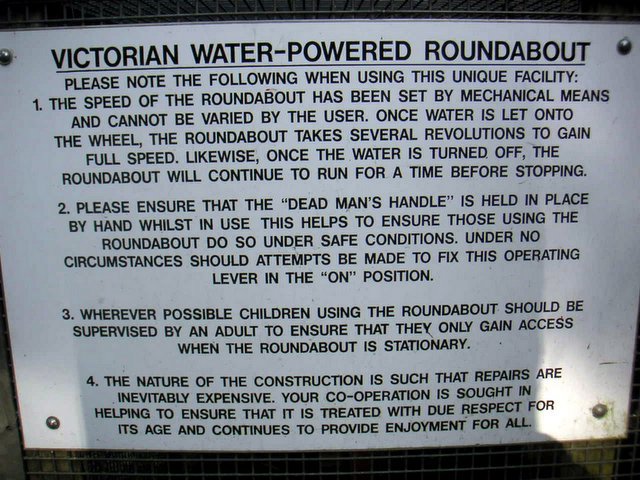 VICTORIAN WATER-POWERED ROUNDABOUT
PLEASE NOTE THE FOLLOWING WHEN USING THIS UNIQUE FACILITY:
1. THE SPEED OF THE ROUNDABOUT HAS BEEN SET BY MECHANICAL MEANS
AND CANNOT BE VARIED BY THE USER. ONCE WATER IS LET ONTO
THE WHEEL, THE ROUNDABOUT TAKES SEVERAL REVOLUTIONS TO GAIN
FULL SPEED. LIKEWISE, ONCE THE WATER IS TURNED OFF, THE
ROUNDABOUT WILL CONTINUE TO RUN FOR A TIME BEFORE STOPPING.
2. PLEASE ENSURE THAT THE "DEAD MAN'S HANDLE" IS HELD IN PLACE
BY HAND WHILST IN USE THIS HELPS TO ENSURE THOSE USING THE
ROUNDABOUT DO SO UNDER SAFE CONDITIONS. UNDER NO
CIRCUMSTANCES SHOULD ATTEMPTS BE MADE TO FIX THIS OPERATING
LEVER IN THE "ON" POSITION.
3. WHEREVER POSSIBLE CHILDREN USING THE ROUNDABOUT SHOULD BE
SUPERVISED BY AN ADULT TO ENSURE THAT THEY ONLY GAIN ACCESS
WHEN THE ROUNDABOUT IS STATIONARY.
4. THE NATURE OF THE CONSTRUCTION IS SUCH THAT REPAIRS ARE
INEVITABLY EXPENSIVE. YOUR CO-OPERATION IS SOUGHT IN
HELPING TO ENSURE THAT IT IS TREATED WITH DUE RESPECT FOR
ITS AGE AND CONTINUES TO PROVIDE ENJOYMENT FOR ALL.